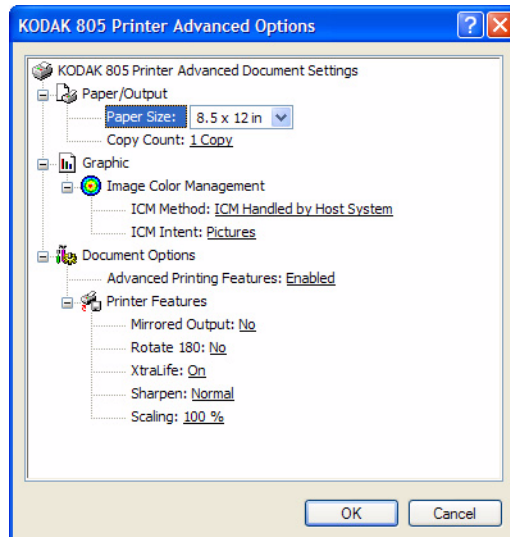 KODAK 805 Printer Advanced Options
KODAK 805 Printer Advanced Document Settings
Paper/Output
Paper Size: 8.5 x 12 in
Copy Count: 1 Copy
Graphic
Image Color Management
ICM Method: ICM Handled by Host System
ICM Intent: Pictures
Document Options
Advanced Printing Features: Enabled
Printer Features
Mirrored Output: No
Rotate 180: No
XtraLife: On
Sharpen: Normal
Scaling: 100 %
OK Cancel